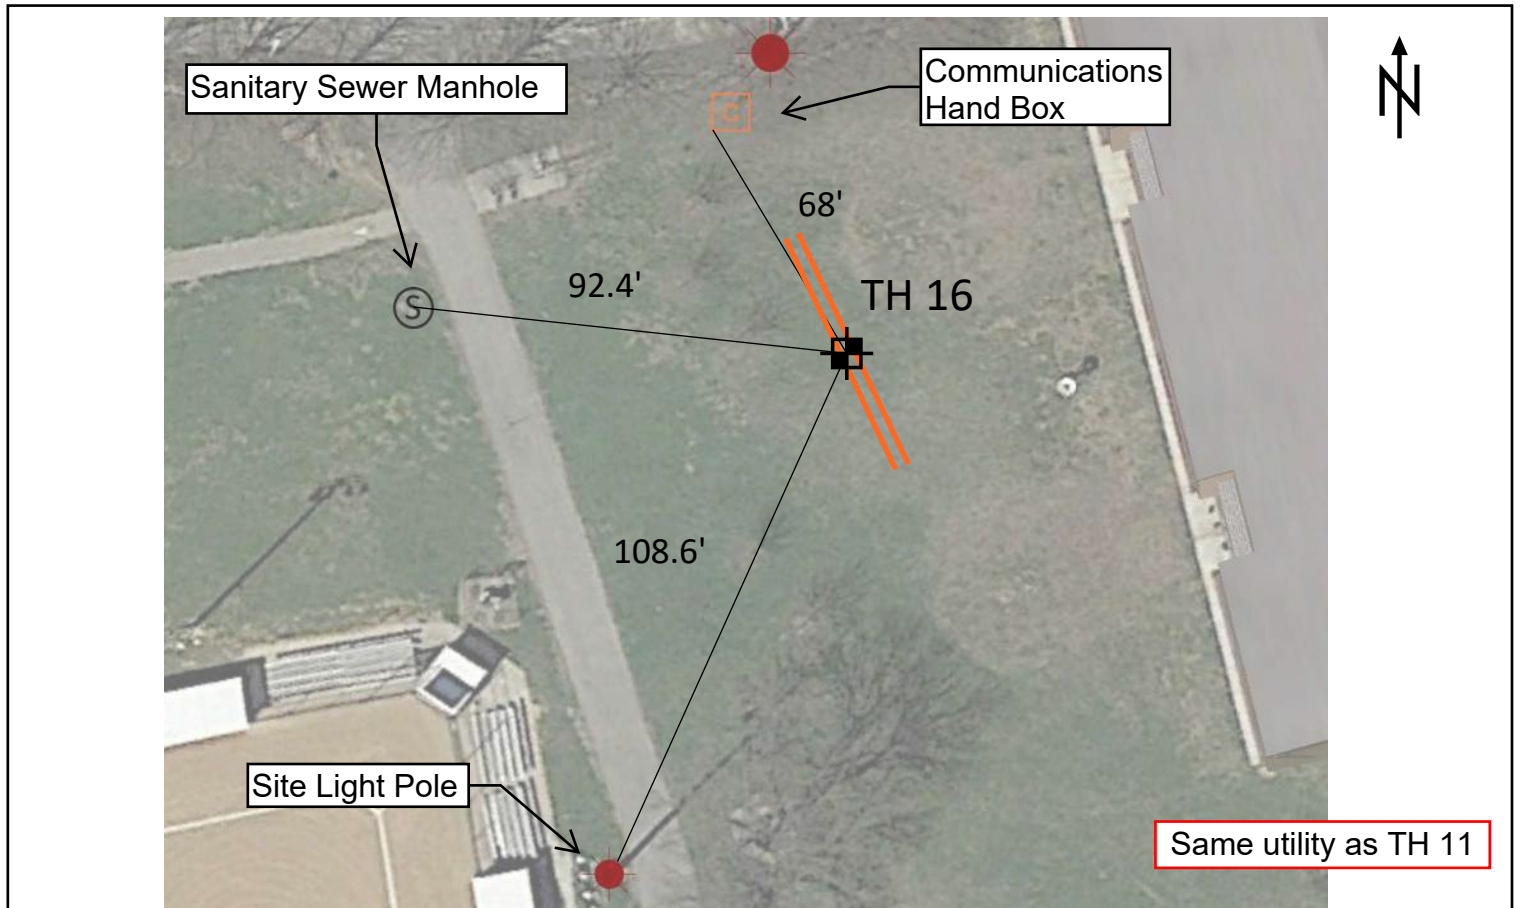 Sanitary Sewer Manhole
Communications
Hand Box
C
N
68'
92.4'
TH 16
S
108.6'
Site Light Pole
Same utility as TH 11